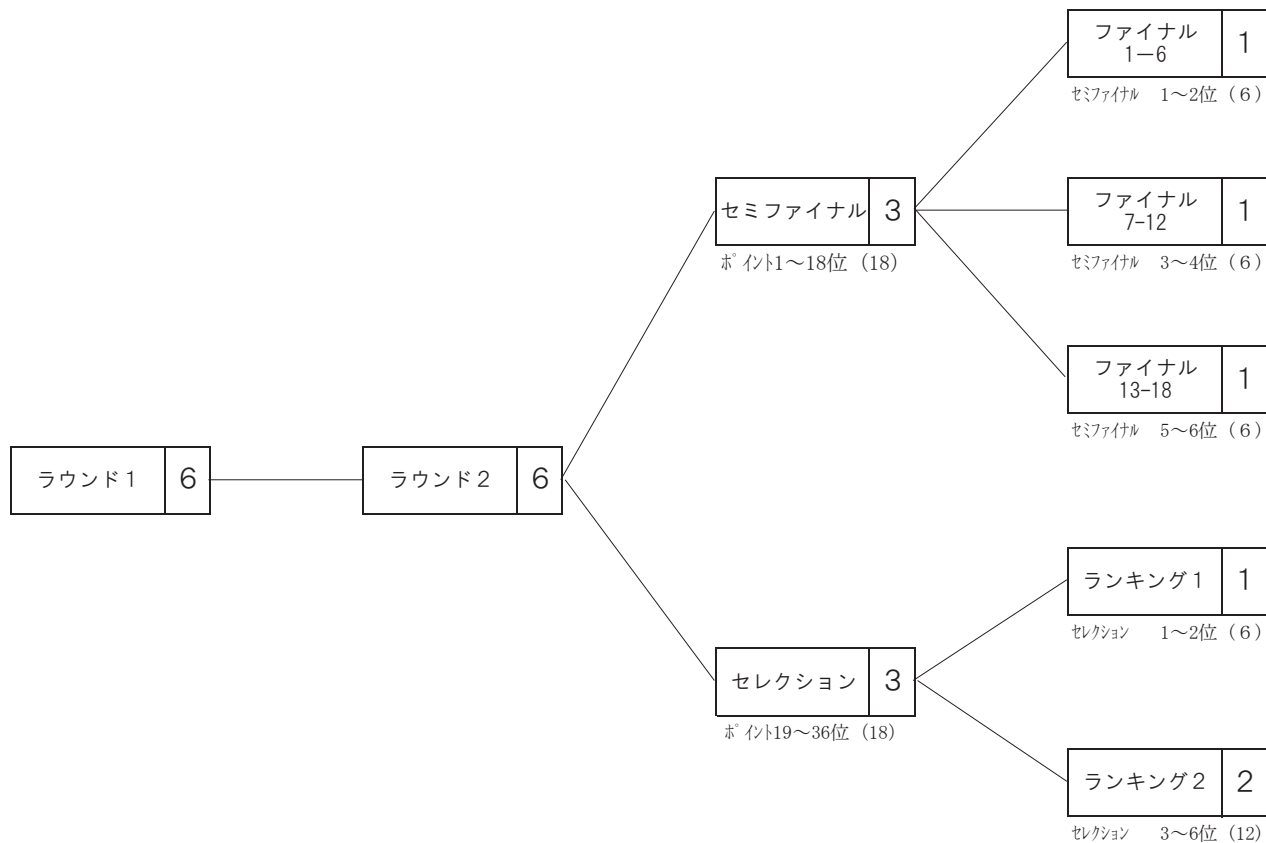 ファイナル
1－6
1
ｾﾐﾌｧｲﾅﾙ　1～2位（6）
セミファイナル 3
ﾎﾟｲﾝﾄ1～18位（18）
ファイナル
7-12
1
ｾﾐﾌｧｲﾅﾙ　3～4位（6）
ファイナル
13-18
1
ｾﾐﾌｧｲﾅﾙ　5～6位（6）
ラウンド１ 6
ラウンド２ 6
ランキング１ 1
ｾﾚｸｼｮﾝ　1～2位（6）
セレクション 3
ﾎﾟｲﾝﾄ19～36位（18）
ランキング２ 2
ｾﾚｸｼｮﾝ　3～6位（12）